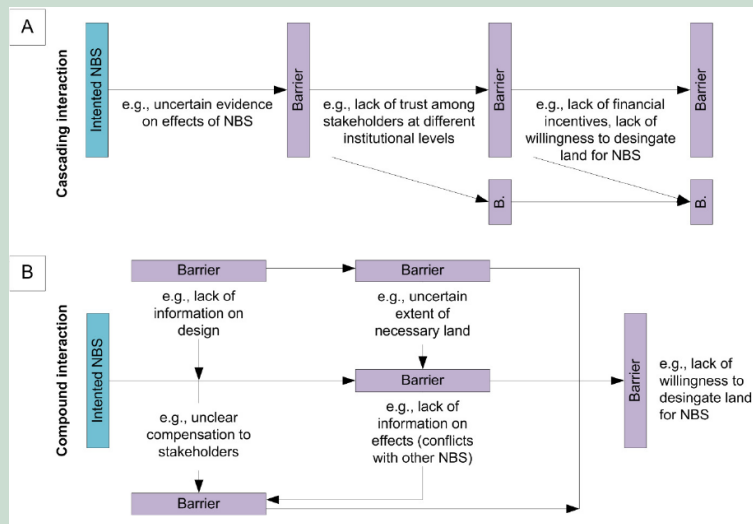 A
Cascading interaction
Intented NBS
e.g., uncertain evidence
on effects of NBS
Barrier
e.g., lack of trust among
stakeholders at different
institutional levels
Barrier
e.g., lack of financial
incentives, lack of
willingness to desingate
land for NBS
Barrier
B.
B.
B
Compound interaction
Intented NBS
Barrier
e.g., lack of
information on
design
Barrier
e.g., uncertain
extent of
necessary land
Barrier
e.g., unclear
compensation to
stakeholders
e.g., lack of
information on
effects (conflicts
with other NBS)
Barrier
Barrier
e.g., lack of
willingness to
desingate land
for NBS